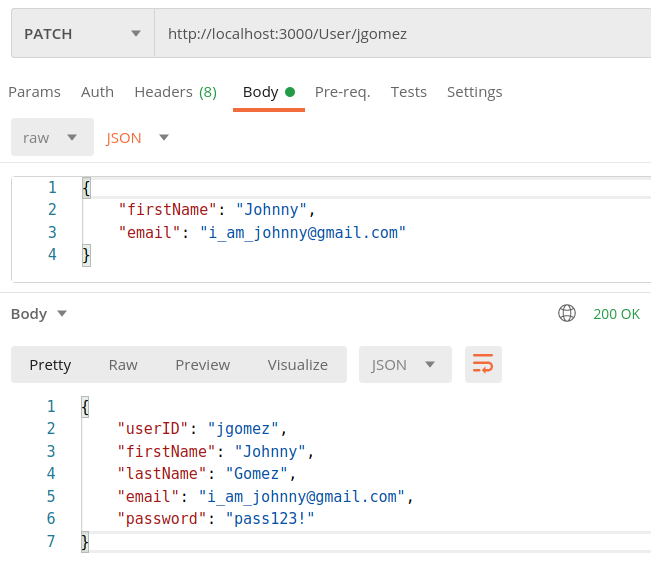 PATCH http://localhost:3000/User/jgomez
Params Auth Headers (8) Body Pre-req. Tests Settings
raw JSON
1 {
2 "firstName": "Johnny",
3 "email": "i_am_johnny@gmail.com"
4 }
Body 200 OK
Pretty Raw Preview Visualize JSON
1 {
2 "userID": "jgomez",
3 "firstName": "Johnny",
4 "lastName": "Gomez",
5 "email": "i_am_johnny@gmail.com",
6 "password": "pass123!"
7 }